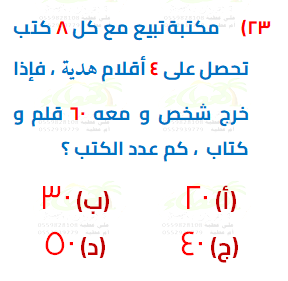 ٢٣) مكتبة تبيع مع كل ٨ كتب
تحصل على ٤ أقلام هدية ، فإذا
خرج شخص و معه ٦٠ قلم و
كتاب ، كم عدد الكتب ؟
(أ) ٢٠ (ب) ٣٠
(ج) ٤٠ (د) ٥٠